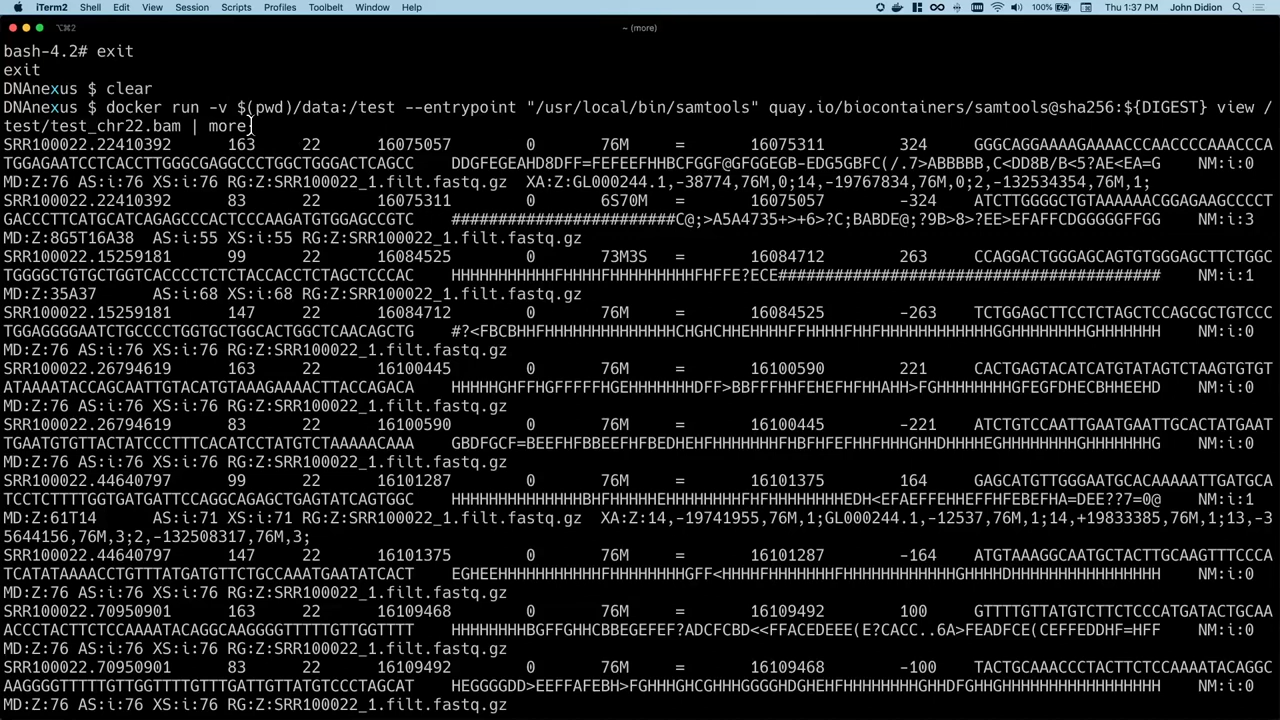 iTerm2 Shell Edit View Session Scripts Profiles Toolbelt Window Help 100% Thu 1:37 PM John Didion
⌥⌘2 ~ (more)
bash-4.2# exit
exit
DNAnexus $ clear
DNAnexus $ docker run -v $(pwd)/data:/test --entrypoint "/usr/local/bin/samtools" quay.io/biocontainers/samtools@sha256:${DIGEST} view /
test/test_chr22.bam | more
SRR100022.22410392 163 22 16075057 0 76M = 16075311 324 GGGCAGGAAAAGAAAACCCAACCCCAAACCCA
TGGAGAATCCTCACCTTGGGCGAGGCCCTGGCTGGGACTCAGCC DDGFEGEAHD8DFF=FEFEEFHHBCFGGF@GFGGEGB-EDG5GBFC(/.7>ABBBBB,C<DD8B/B<5?AE<EA=G NM:i:0
MD:Z:76 AS:i:76 XS:i:76 RG:Z:SRR100022_1.filt.fastq.gz XA:Z:GL000244.1,-38774,76M,0;14,-19767834,76M,0;2,-132534354,76M,1;
SRR100022.22410392 83 22 16075311 0 6S70M = 16075057 -324 ATCTTGGGGCTGTAAAAAACGGAGAAGCCCCT
GACCCTTCATGCATCAGAGCCCACTCCCAAGATGTGGAGCCGTC ########################C@;>A5A4735+>+6>?C;BABDE@;?9B>8>?EE>EFAFFCDGGGGGFFGG NM:i:3
MD:Z:8G5T16A38 AS:i:55 XS:i:55 RG:Z:SRR100022_1.filt.fastq.gz
SRR100022.15259181 99 22 16084525 0 73M3S = 16084712 263 CCAGGACTGGGAGCAGTGTGGGAGCTTCTGGC
TGGGGCTGTGCTGGTCACCCCTCTCTACCACCTCTAGCTCCCAC HHHHHHHHHHHFHHHHFHHHHFHHHHHHFHFFE?ECE######################################### NM:i:1
MD:Z:35A37 AS:i:68 XS:i:68 RG:Z:SRR100022_1.filt.fastq.gz
SRR100022.15259181 147 22 16084712 0 76M = 16084525 -263 TCTGGAGCTTCCTCTAGCTCCAGCGCTGTCCC
TGGAGGGGAATCTGCCCCTGGTGCTGGCACTGGCTCAACAGCTG #?<FBCBHHFHHHHHHHHHHHHHHCHGHCHHEHHHHFFHHHHFHHFHHHHHHHHHHHHHHGGHHHHHGHHHHHHHH NM:i:0
MD:Z:76 AS:i:76 XS:i:76 RG:Z:SRR100022_1.filt.fastq.gz
SRR100022.26794619 163 22 16100445 0 76M = 16100590 221 CACTGAGTACATCATGTATAGTCTAAGTGTGT
ATAAAATACCAGCAATTGTACATGTAAAGAAAACTTACCAGACA HHHHHGHFFHGFFFFFHGEHHHHHHHDFF>BBFFFHHFEHEFHFHHAHH>FGHHHHHHHHGFEGFDHECBHHEEHD NM:i:0
MD:Z:76 AS:i:76 XS:i:76 RG:Z:SRR100022_1.filt.fastq.gz
SRR100022.26794619 83 22 16100590 0 76M = 16100445 -221 ATCTGTCCAATTGAATGAATTGCACTATGAAT
TGAATGTGTTACTATCCCTTTCACATCCTATGTCTAAAAACAAA GBDFGCF=BEEFHFBBEEFHFBEDHEHFHHHHHHHFHBFHFEFHHFHHHGHHDHHHHEGHHHHHHHGHHHHHHHG NM:i:0
MD:Z:76 AS:i:76 XS:i:76 RG:Z:SRR100022_1.filt.fastq.gz
SRR100022.44640797 99 22 16101287 0 76M = 16101375 164 GAGCATGTTGGGAATGCACAAAAATTGATGCA
TCCTCTTTTGGTGATGATTCCAGGCAGAGCTGAGTATCAGTGGC HHHHHHHHHHHHHHBHFHHHHHHEHHHHHHHFHFHHHHHHHHEDH<EFAEFFEHHEFFHFEBEFHA=DEE??7=0@ NM:i:1
MD:Z:61T14 AS:i:71 XS:i:71 RG:Z:SRR100022_1.filt.fastq.gz XA:Z:14,-19741955,76M,1;GL000244.1,-12537,76M,1;14,+19833385,76M,1;13,-
35644156,76M,3;2,-132508317,76M,3;
SRR100022.44640797 147 22 16101375 0 76M = 16101287 -164 ATGTAAAGGCAATGCTACTTGCAAGTTTCCCA
TCATATAAAACCTGTTTATGATGTTCTGCCAAATGAATATCACT EGHEEHHHHHHHHHHFHHHHHHHHGFF<HHHHFHHHHFHHHHHHHFHHHHHHHHHGHHHHDHHHHHHHHHHHHHHHH NM:i:0
MD:Z:76 AS:i:76 XS:i:76 RG:Z:SRR100022_1.filt.fastq.gz
SRR100022.70950901 163 22 16109468 0 76M = 16109492 100 GTTTTGTTATGTCTTCTCCCATGATACTGCAA
ACCCTACTTCTCCAAAATACAGGCAAGGGGTTTTTGTTGGTTTT HHHHHHHHBGFFGHHCBBEGEFEF?ADCFCBD<<FFACEDEEE(E?CACC..6A>FEADFCE(CEFFEDDHF=HFF NM:i:0
MD:Z:76 AS:i:76 XS:i:76 RG:Z:SRR100022_1.filt.fastq.gz
SRR100022.70950901 83 22 16109492 0 76M = 16109468 -100 TACTGCAAACCCTACTTCTCCAAAATACAGGC
AAGGGGTTTTTGTTGGTTTTGTTTGATTGTTATGTCCCTAGCAT HEGGGGDD>EEFFAFEBH>FGHHHGHCGHHHGGGGHDGHEHFHHHHHHHHGHHDFGHHGHHHHHHHHHHHHHHHHH NM:i:0
MD:Z:76 AS:i:76 XS:i:76 RG:Z:SRR100022_1.filt.fastq.gz